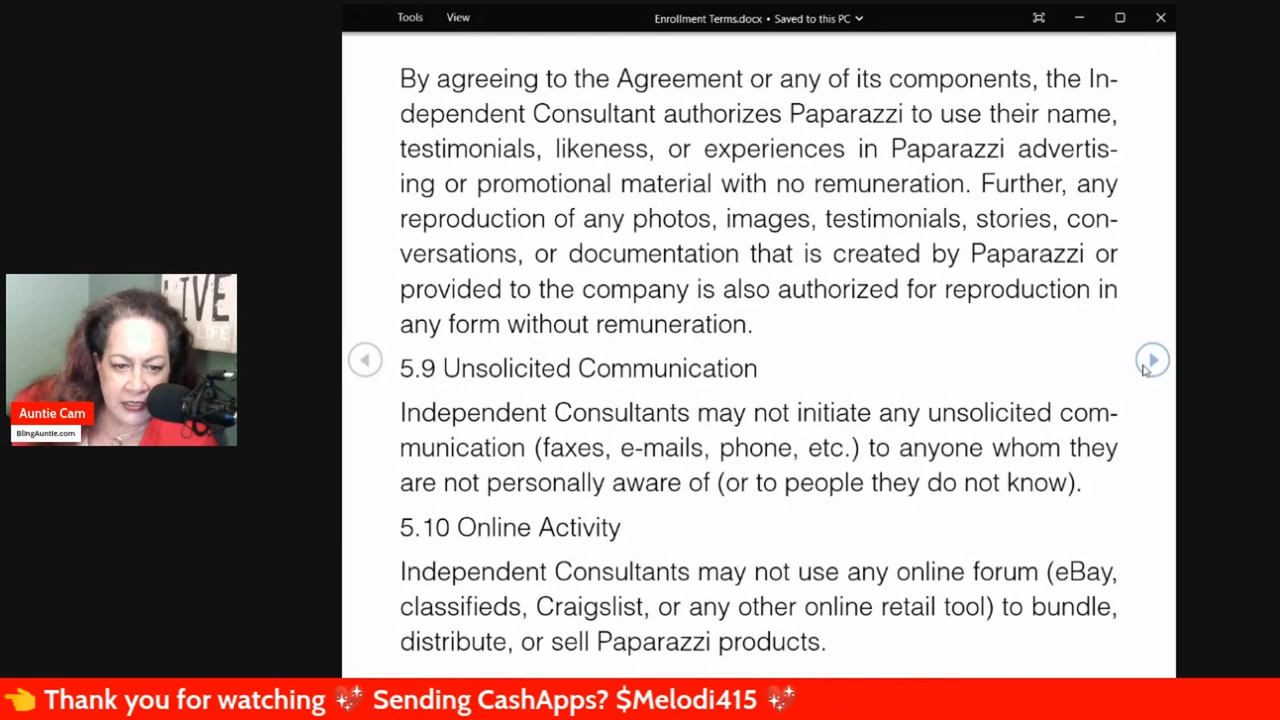 Tools View Enrollment Terms.docx • Saved to this PC
By agreeing to the Agreement or any of its components, the In-
dependent Consultant authorizes Paparazzi to use their name,
testimonials, likeness, or experiences in Paparazzi advertis-
ing or promotional material with no remuneration. Further, any
reproduction of any photos, images, testimonials, stories, con-
versations, or documentation that is created by Paparazzi or
provided to the company is also authorized for reproduction in
any form without remuneration.
5.9 Unsolicited Communication
Independent Consultants may not initiate any unsolicited com-
munication (faxes, e-mails, phone, etc.) to anyone whom they
are not personally aware of (or to people they do not know).
5.10 Online Activity
Independent Consultants may not use any online forum (eBay,
classifieds, Craigslist, or any other online retail tool) to bundle,
distribute, or sell Paparazzi products.
LIVE
LIFE
Auntie Cam
BlingAuntie.com
👈 Thank you for watching 💖 Sending CashApps? $Melodi415 💖